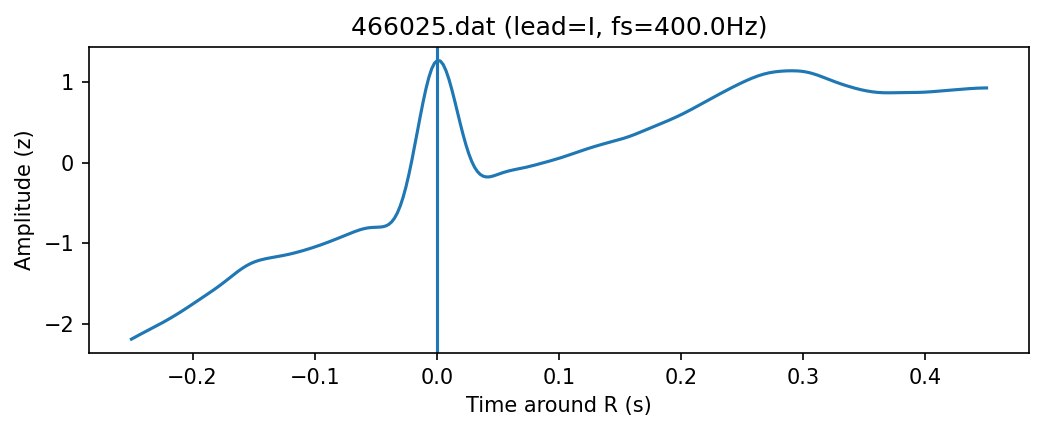 466025.dat (lead=I, fs=400.0Hz)
Amplitude (z)
1
0
−1
−2
−0.2 −0.1 0.0 0.1 0.2 0.3 0.4
Time around R (s)